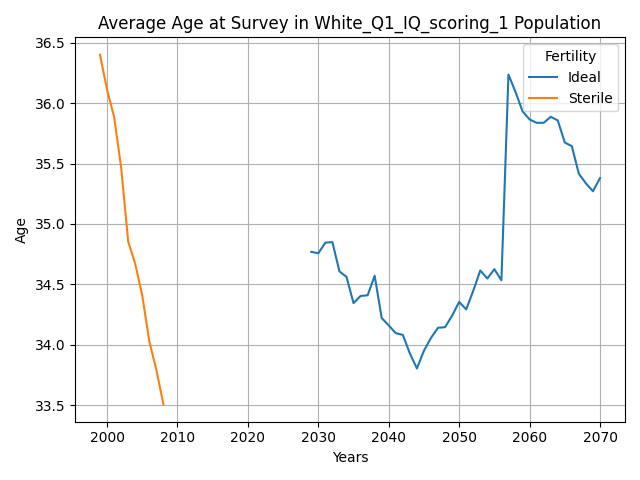 Average Age at Survey in White_Q1_IQ_scoring_1 Population
36.5
36.0
35.5
35.0
34.5
34.0
33.5
Age
Fertility
Ideal
Sterile
2000 2010 2020 2030 2040 2050 2060 2070
Years